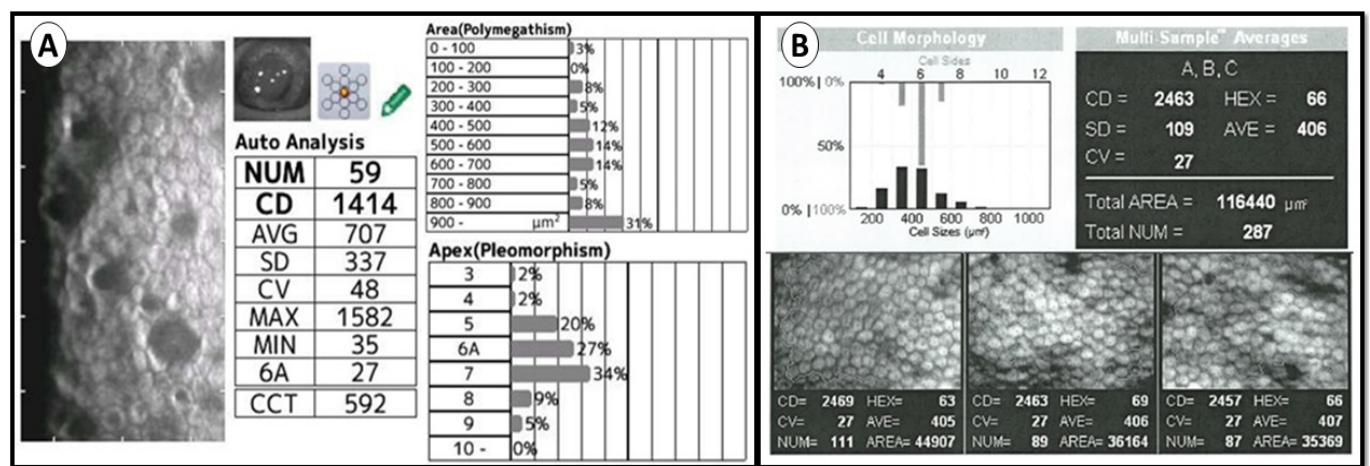 A
Auto Analysis
NUM 59
CD 1414
AVG 707
SD 337
CV 48
MAX 1582
MIN 35
6A 27
CCT 592
Area(Polymegathism)
0 - 100 3%
100 - 200 0%
200 - 300 8%
300 - 400 5%
400 - 500 12%
500 - 600 14%
600 - 700 14%
700 - 800 5%
800 - 900 8%
900 - μm² 31%
Apex(Pleomorphism)
3 2%
4 2%
5 20%
6A 27%
7 34%
8 9%
9 5%
10 - 0%
B
Cell Morphology
Cell Sides
4 6 8 10 12
100% | 0%
50%
0% | 100%
200 400 600 800 1000
Cell Sizes (μm²)
Multi-Sample™ Averages
A, B, C
CD = 2463 HEX = 66
SD = 109 AVE = 406
CV = 27
Total AREA = 116440 μm²
Total NUM = 287
CD= 2469 HEX= 63
CV= 27 AVE= 405
NUM= 111 AREA= 44907
CD= 2463 HEX= 69
CV= 27 AVE= 406
NUM= 89 AREA= 36164
CD= 2457 HEX= 66
CV= 27 AVE= 407
NUM= 87 AREA= 35369